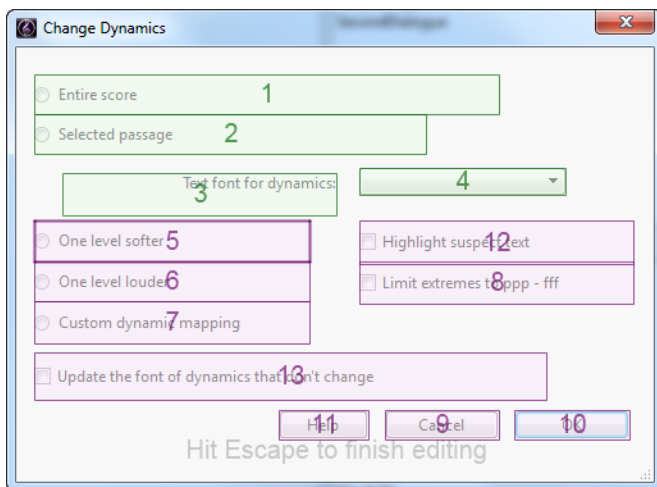 Change Dynamics
Entire score 1
Selected passage 2
Text font for dynamics: 3 4
One level softer 5
Highlight suspect text 12
One level louder 6
Limit extremes to ppp - fff 8
Custom dynamic mapping 7
Update the font of dynamics that don't change 13
Help 11 Cancel 9 OK 10
Hit Escape to finish editing